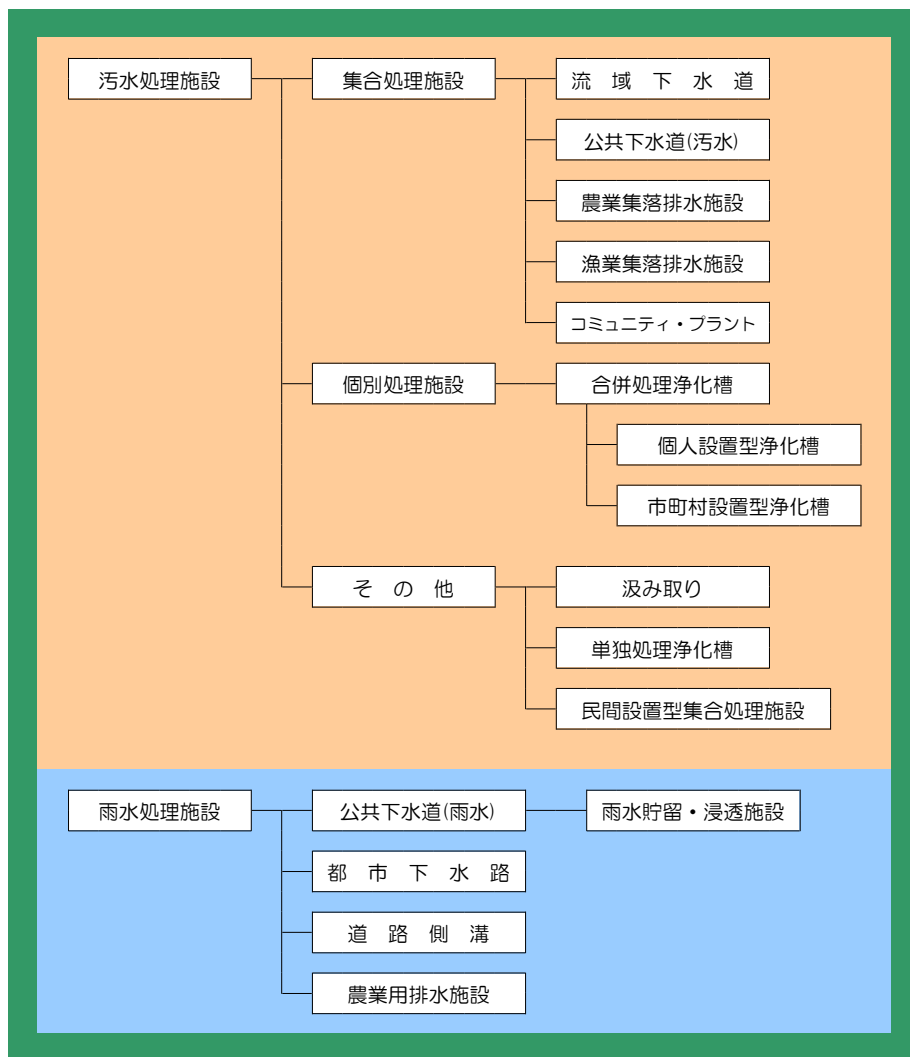 汚水処理施設
集合処理施設
流域下水道
公共下水道(汚水)
農業集落排水施設
漁業集落排水施設
コミュニティ・プラント
個別処理施設
合併処理浄化槽
個人設置型浄化槽
市町村設置型浄化槽
その他
汲み取り
単独処理浄化槽
民間設置型集合処理施設
雨水処理施設
公共下水道(雨水)
雨水貯留・浸透施設
都市下水路
道路側溝
農業用排水施設